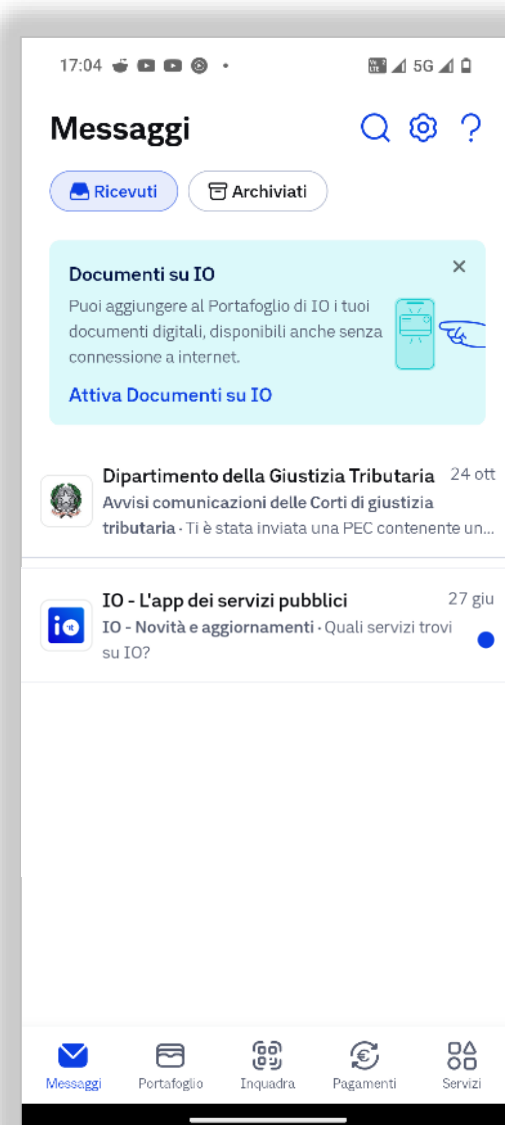 17:04
5G
Messaggi
Ricevuti
Archiviati
Documenti su IO
Puoi aggiungere al Portafoglio di IO i tuoi
documenti digitali, disponibili anche senza
connessione a internet.
Attiva Documenti su IO
Dipartimento della Giustizia Tributaria 24 ott
Avvisi comunicazioni delle Corti di giustizia
tributaria · Ti è stata inviata una PEC contenente un...
IO - L'app dei servizi pubblici 27 giu
IO - Novità e aggiornamenti · Quali servizi trovi
su IO?
Messaggi
Portafoglio
Inquadra
Pagamenti
Servizi